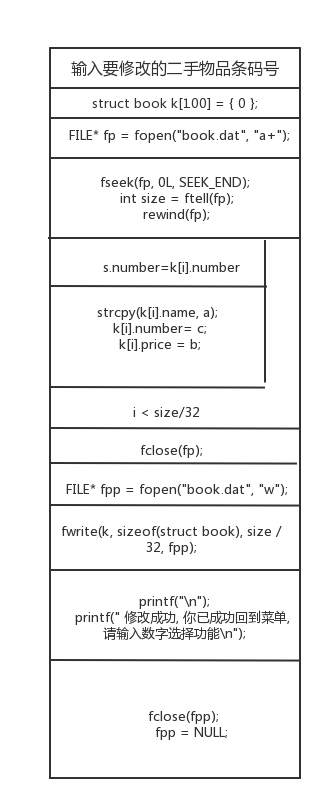 输入要修改的二手物品条码号
struct book k[100] = { 0 };
FILE* fp = fopen("book.dat", "a+");
fseek(fp, 0L, SEEK_END);
int size = ftell(fp);
rewind(fp);
s.number=k[i].number
strcpy(k[i].name, a);
k[i].number= c;
k[i].price = b;
i < size/32
fclose(fp);
FILE* fpp = fopen("book.dat", "w");
fwrite(k, sizeof(struct book), size /
32, fpp);
printf("\n");
printf(" 修改成功, 你已成功回到菜单,
请输入数字选择功能\n");
fclose(fpp);
fpp = NULL;